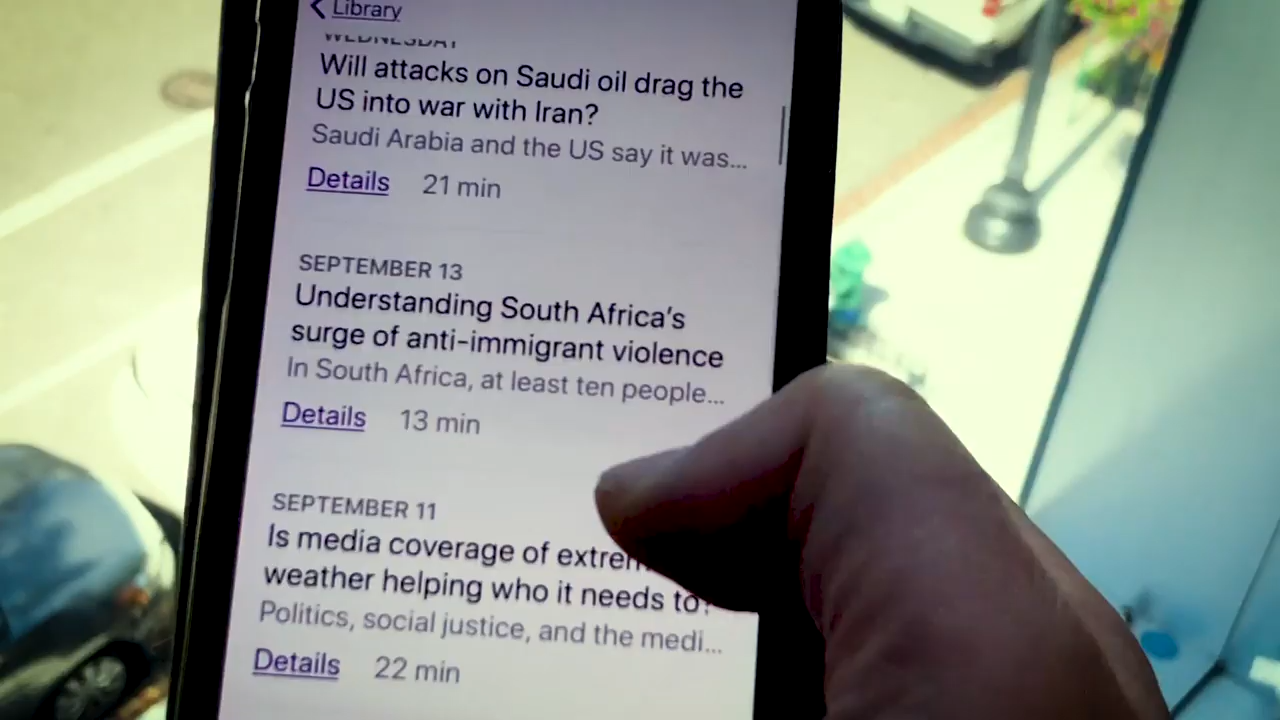 Library
WEDNESDAY
Will attacks on Saudi oil drag the
US into war with Iran?
Saudi Arabia and the US say it was...
Details 21 min
SEPTEMBER 13
Understanding South Africa's
surge of anti-immigrant violence
In South Africa, at least ten people...
Details 13 min
SEPTEMBER 11
Is media coverage of
weather helping who it needs to?
Politics, social justice, and the medi...
Details 22 min